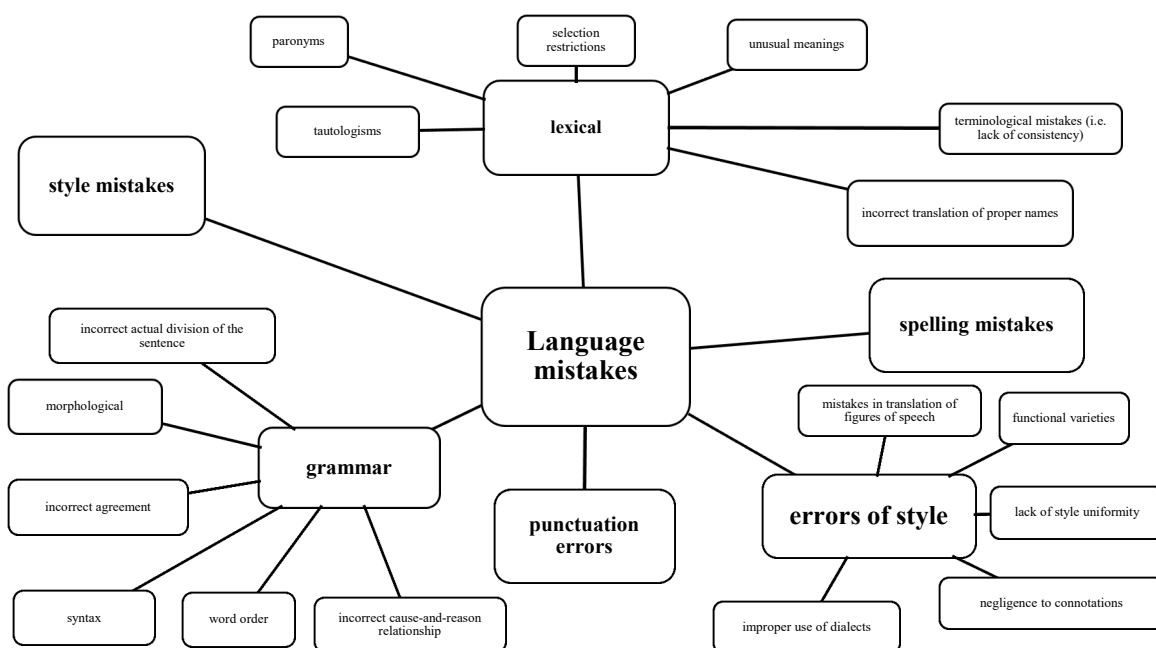 paronyms
selection
restrictions
unusual meanings
tautologisms
lexical
terminological mistakes (i.e.
lack of consistency)
style mistakes
incorrect translation of proper names
Language
mistakes
spelling mistakes
incorrect actual division of the
sentence
morphological
grammar
incorrect agreement
syntax
word order
incorrect cause-and-reason
relationship
punctuation
errors
mistakes in translation of
figures of speech
functional varieties
errors of style
lack of style uniformity
negligence to connotations
improper use of dialects